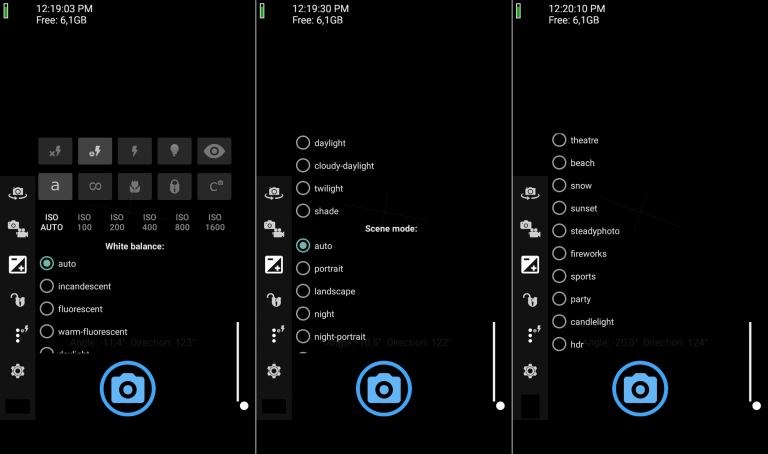 12:19:03 PM
Free: 6,1GB
a
ISO AUTO
ISO 100
ISO 200
ISO 400
ISO 800
ISO 1600
White balance:
auto
incandescent
fluorescent
warm-fluorescent
daylight
Angle: -11,4° Direction: 123°
12:19:30 PM
Free: 6,1GB
daylight
cloudy-daylight
twilight
shade
Scene mode:
auto
portrait
landscape
night
night-portrait
Direction: 122°
12:20:10 PM
Free: 6,1GB
theatre
beach
snow
sunset
steadyphoto
fireworks
sports
party
candlelight
hdr
Angle: -20,0° Direction: 124°